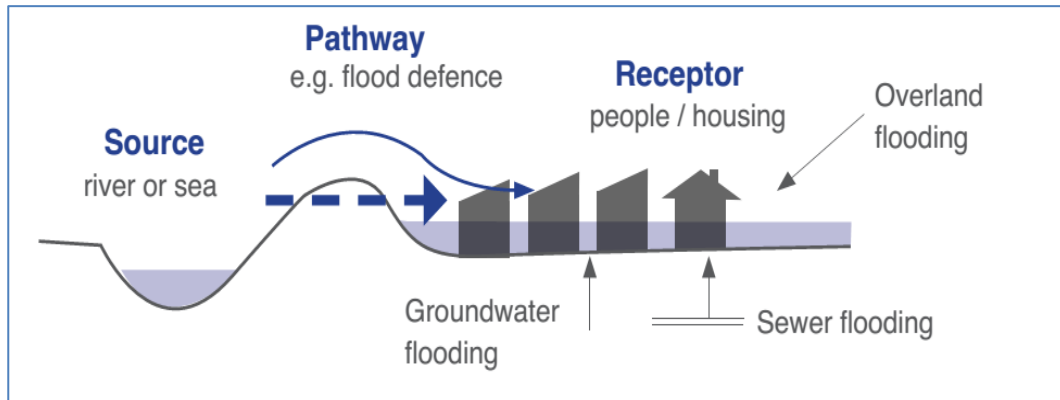 Pathway
e.g. flood defence
Receptor
people / housing
Overland
flooding
Source
river or sea
Groundwater
flooding
Sewer flooding